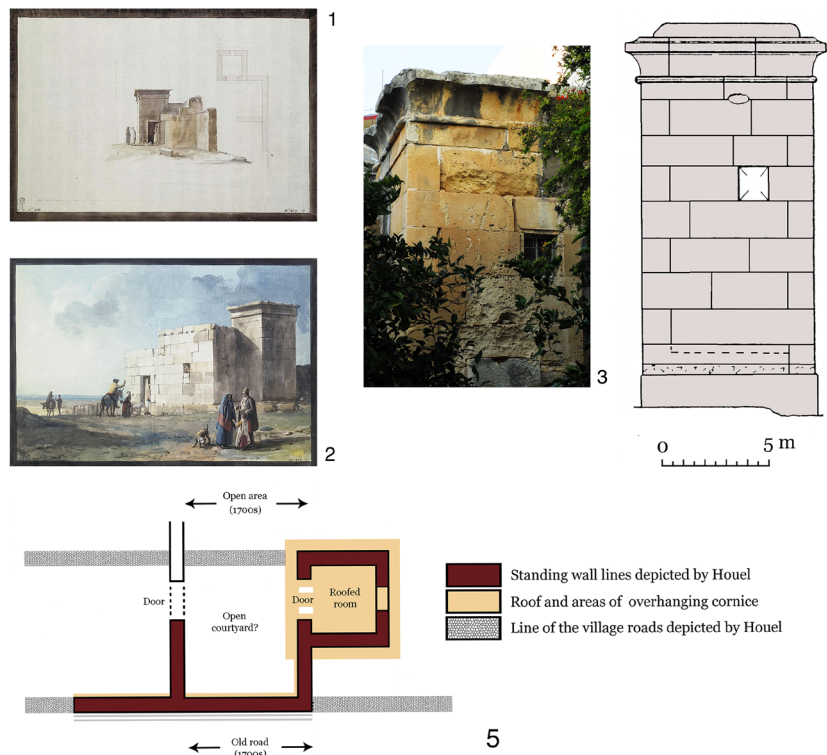 1
2
3
0
5 m
Open area
(1700s)
Door
Open
courtyard?
Door
Roofed
room
Old road
(1700s)
5
Standing wall lines depicted by Houel
Roof and areas of overhanging cornice
Line of the village roads depicted by Houel